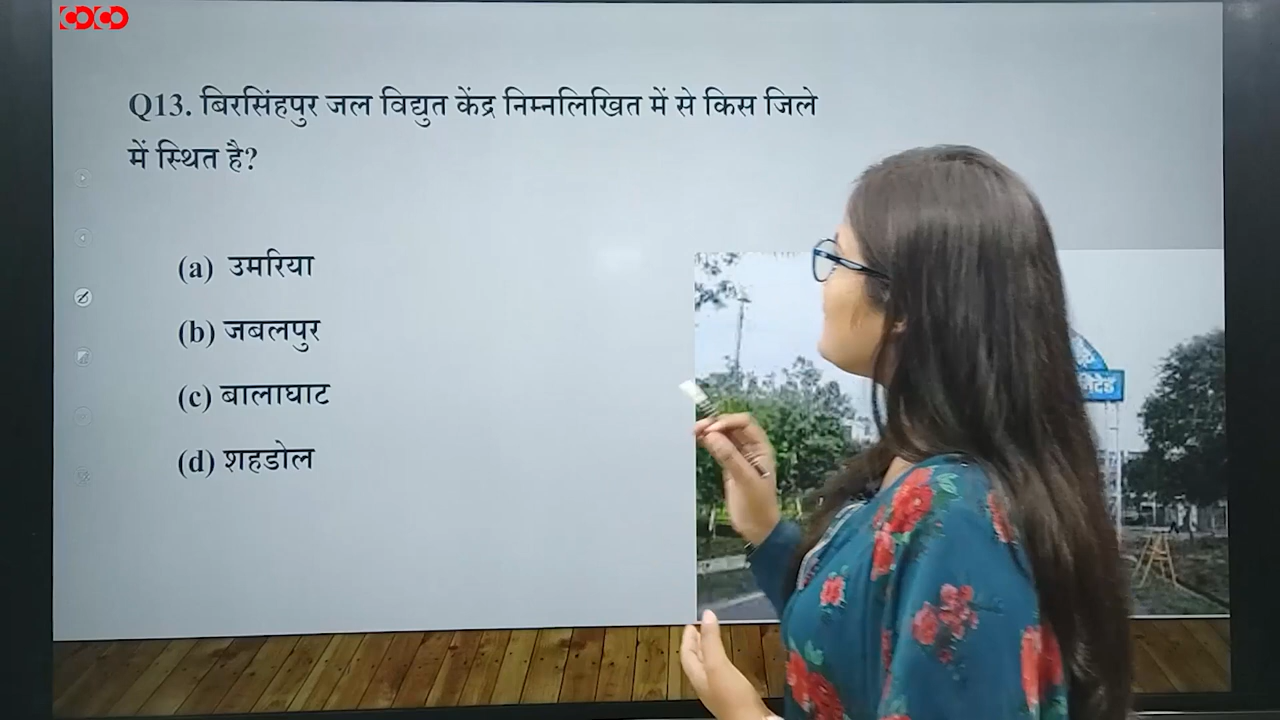 Q13. बिरसिंहपुर जल विद्युत केंद्र निम्नलिखित में से किस जिले
में स्थित है?
(a) उमरिया
(b) जबलपुर
(c) बालाघाट
(d) शहडोल